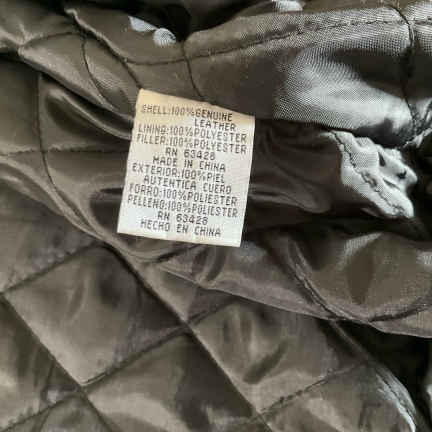 SHELL:100%GENUINE
LEATHER
LINING:100%POLYESTER
FILLER:100%POLYESTER
RN 63428
MADE IN CHINA
EXTERIOR:100%PIEL
AUTENTICA CUERO
FORRO:100%POLIESTER
PELLENO:100%POLIESTER
RN 63428
HECHO EN CHINA